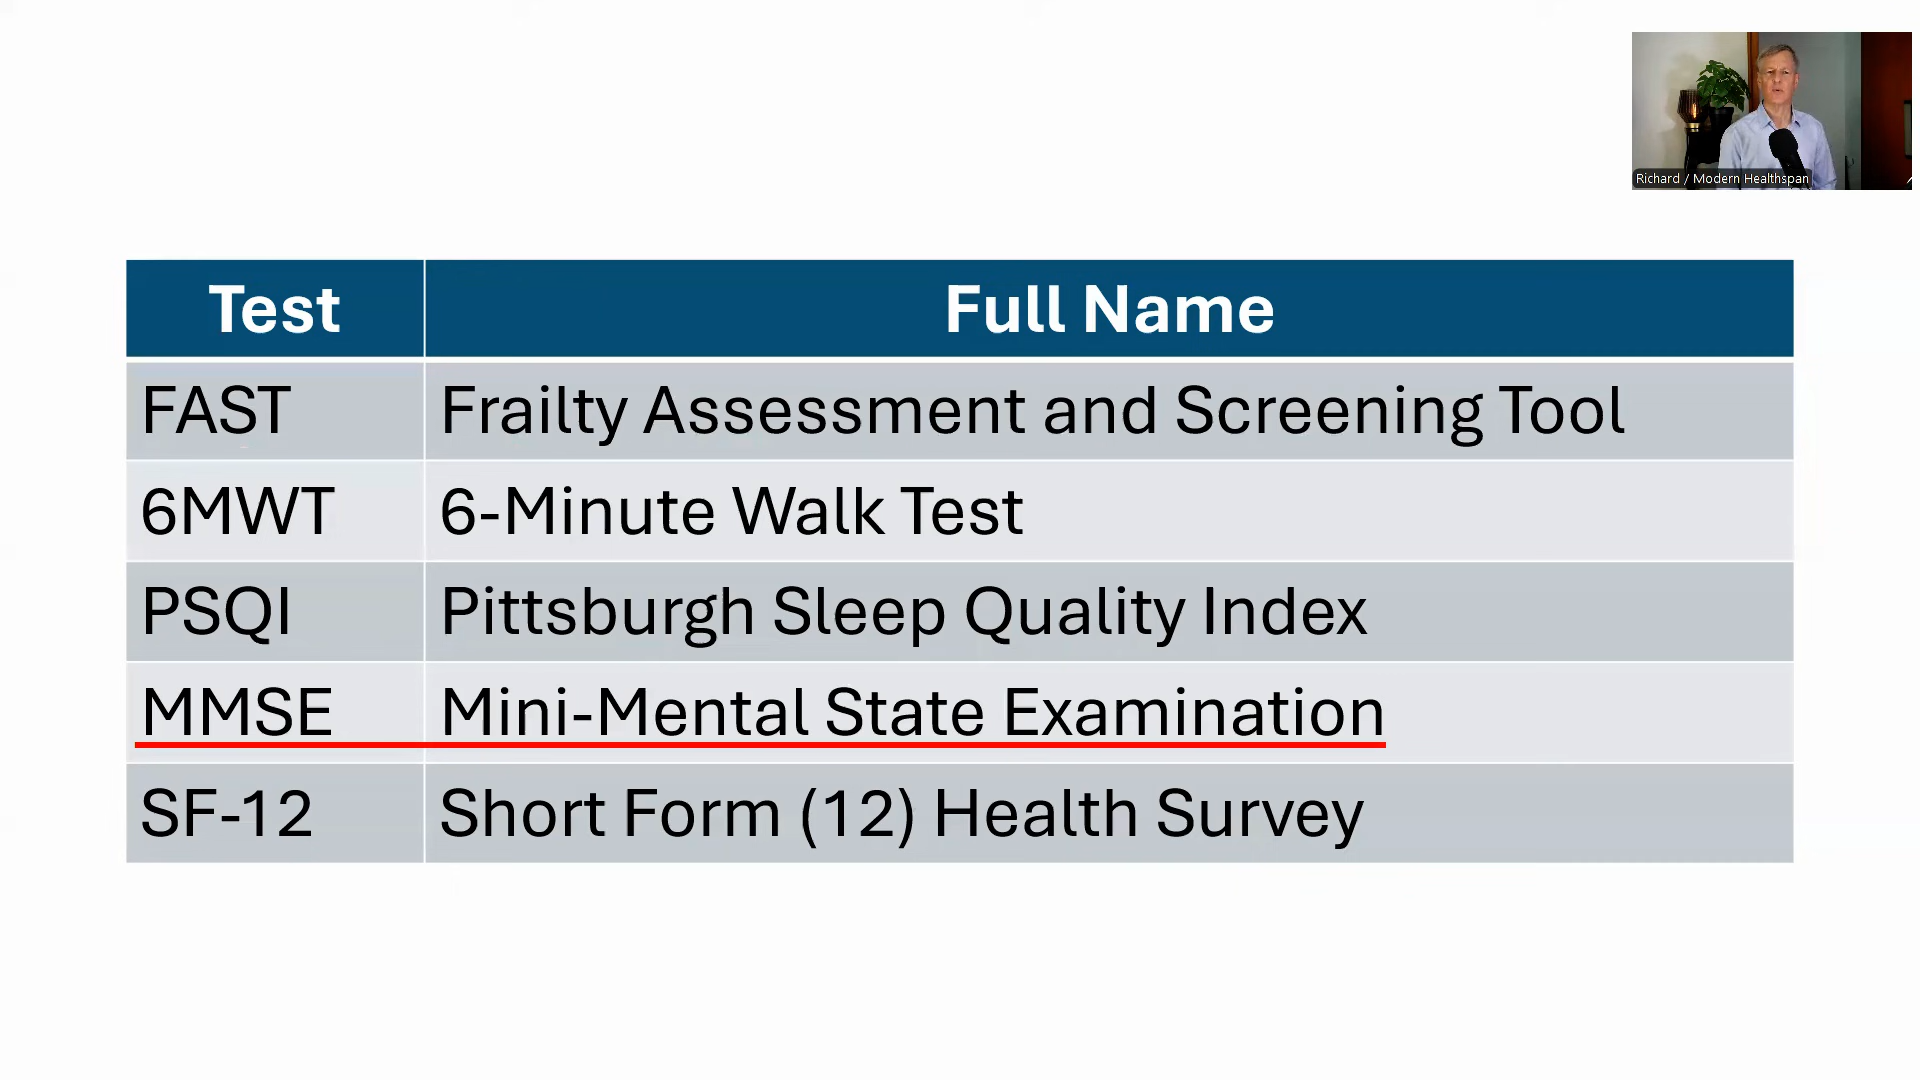 Richard / Modern Healthspan
Test Full Name
FAST Frailty Assessment and Screening Tool
6MWT 6-Minute Walk Test
PSQI Pittsburgh Sleep Quality Index
MMSE Mini-Mental State Examination
SF-12 Short Form (12) Health Survey